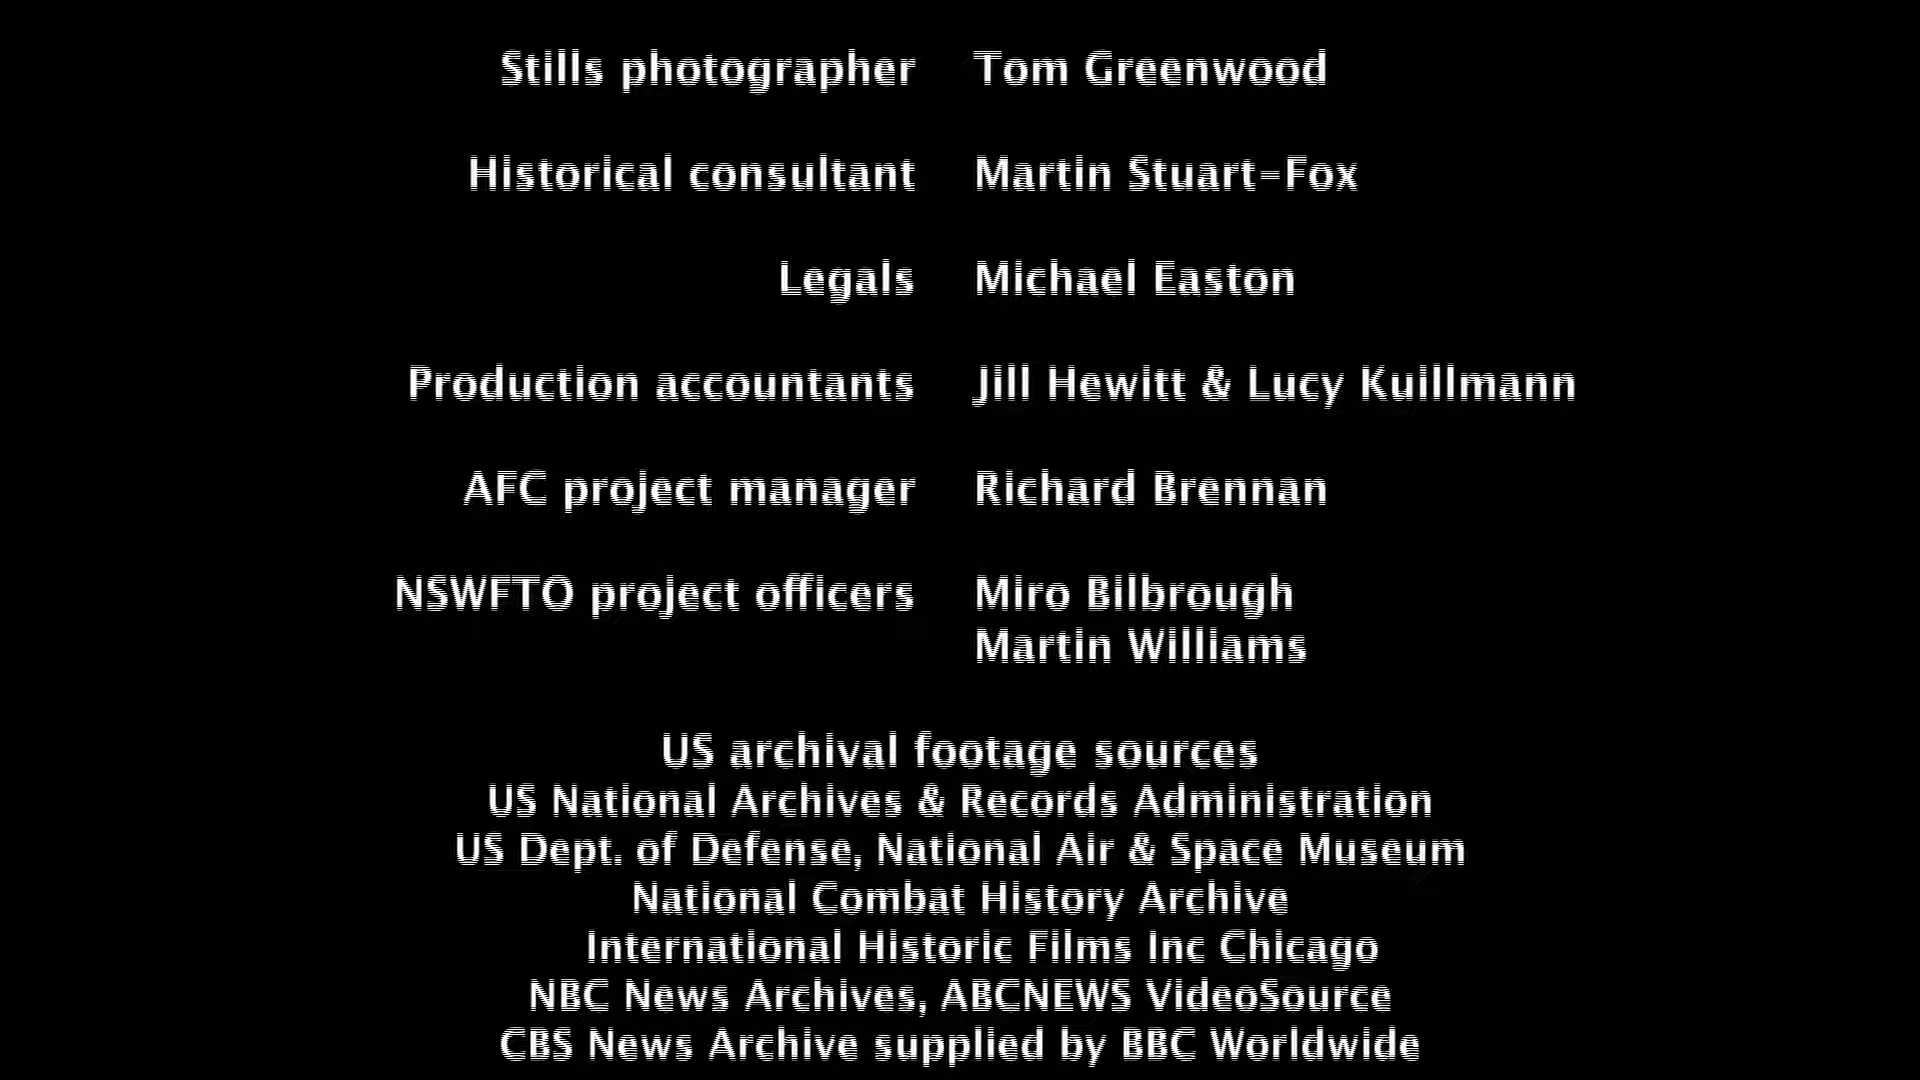 Stills photographer Tom Greenwood
Historical consultant Martin Stuart-Fox
Legals Michael Easton
Production accountants Jill Hewitt & Lucy Kuillmann
AFC project manager Richard Brennan
NSWFTO project officers Miro Bilbrough
Martin Williams
US archival footage sources
US National Archives & Records Administration
US Dept. of Defense, National Air & Space Museum
National Combat History Archive
International Historic Films Inc Chicago
NBC News Archives, ABCNEWS VideoSource
CBS News Archive supplied by BBC Worldwide